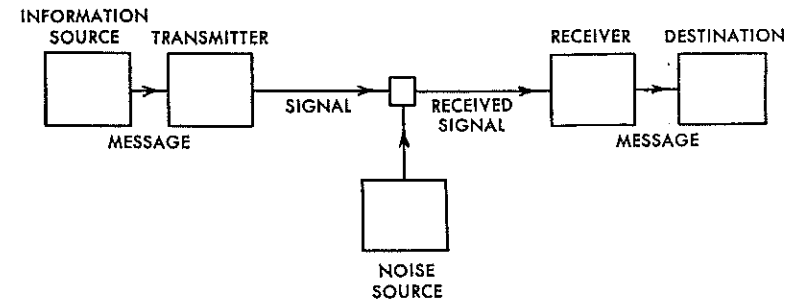 INFORMATION
SOURCE
TRANSMITTER
RECEIVER
DESTINATION
SIGNAL
RECEIVED
SIGNAL
MESSAGE
MESSAGE
NOISE
SOURCE